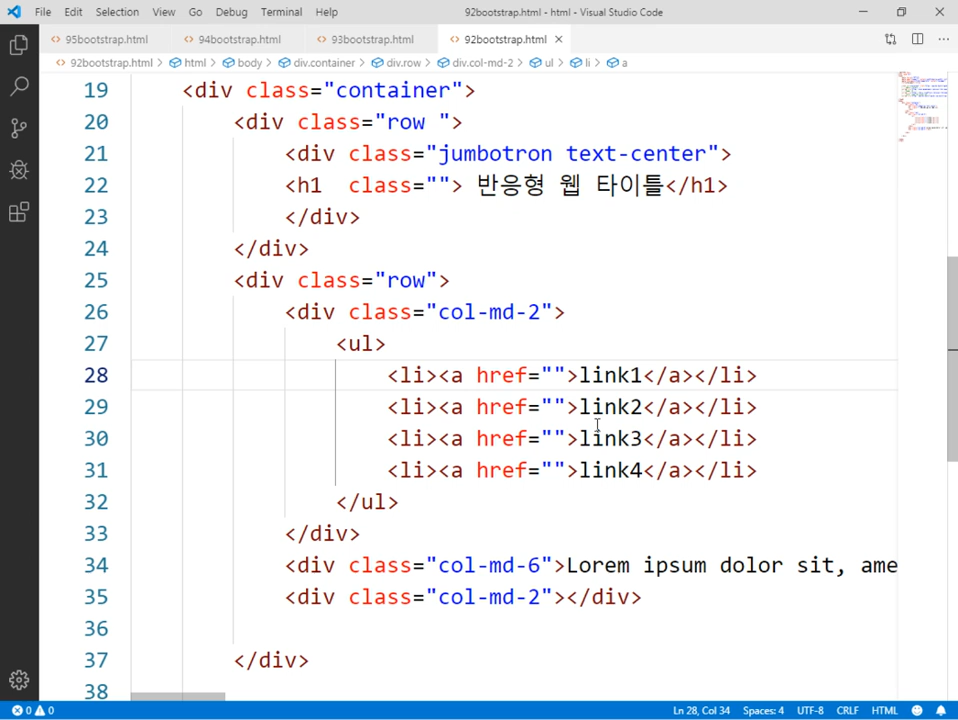 File Edit Selection View Go Debug Terminal Help 92bootstrap.html - html - Visual Studio Code
95bootstrap.html 94bootstrap.html 93bootstrap.html 92bootstrap.html
92bootstrap.html › html › body › div.container › div.row › div.col-md-2 › ul › li › a
19 <div class="container">
20 <div class="row ">
21 <div class="jumbotron text-center">
22 <h1  class=""> 반응형 웹 타이틀</h1>
23 </div>
24 </div>
25 <div class="row">
26 <div class="col-md-2">
27 <ul>
28 <li><a href="">link1</a></li>
29 <li><a href="">link2</a></li>
30 <li><a href="">link3</a></li>
31 <li><a href="">link4</a></li>
32 </ul>
33 </div>
34 <div class="col-md-6">Lorem ipsum dolor sit, ame
35 <div class="col-md-2"></div>
36
37 </div>
38
0 0 Ln 28, Col 34 Spaces: 4 UTF-8 CRLF HTML